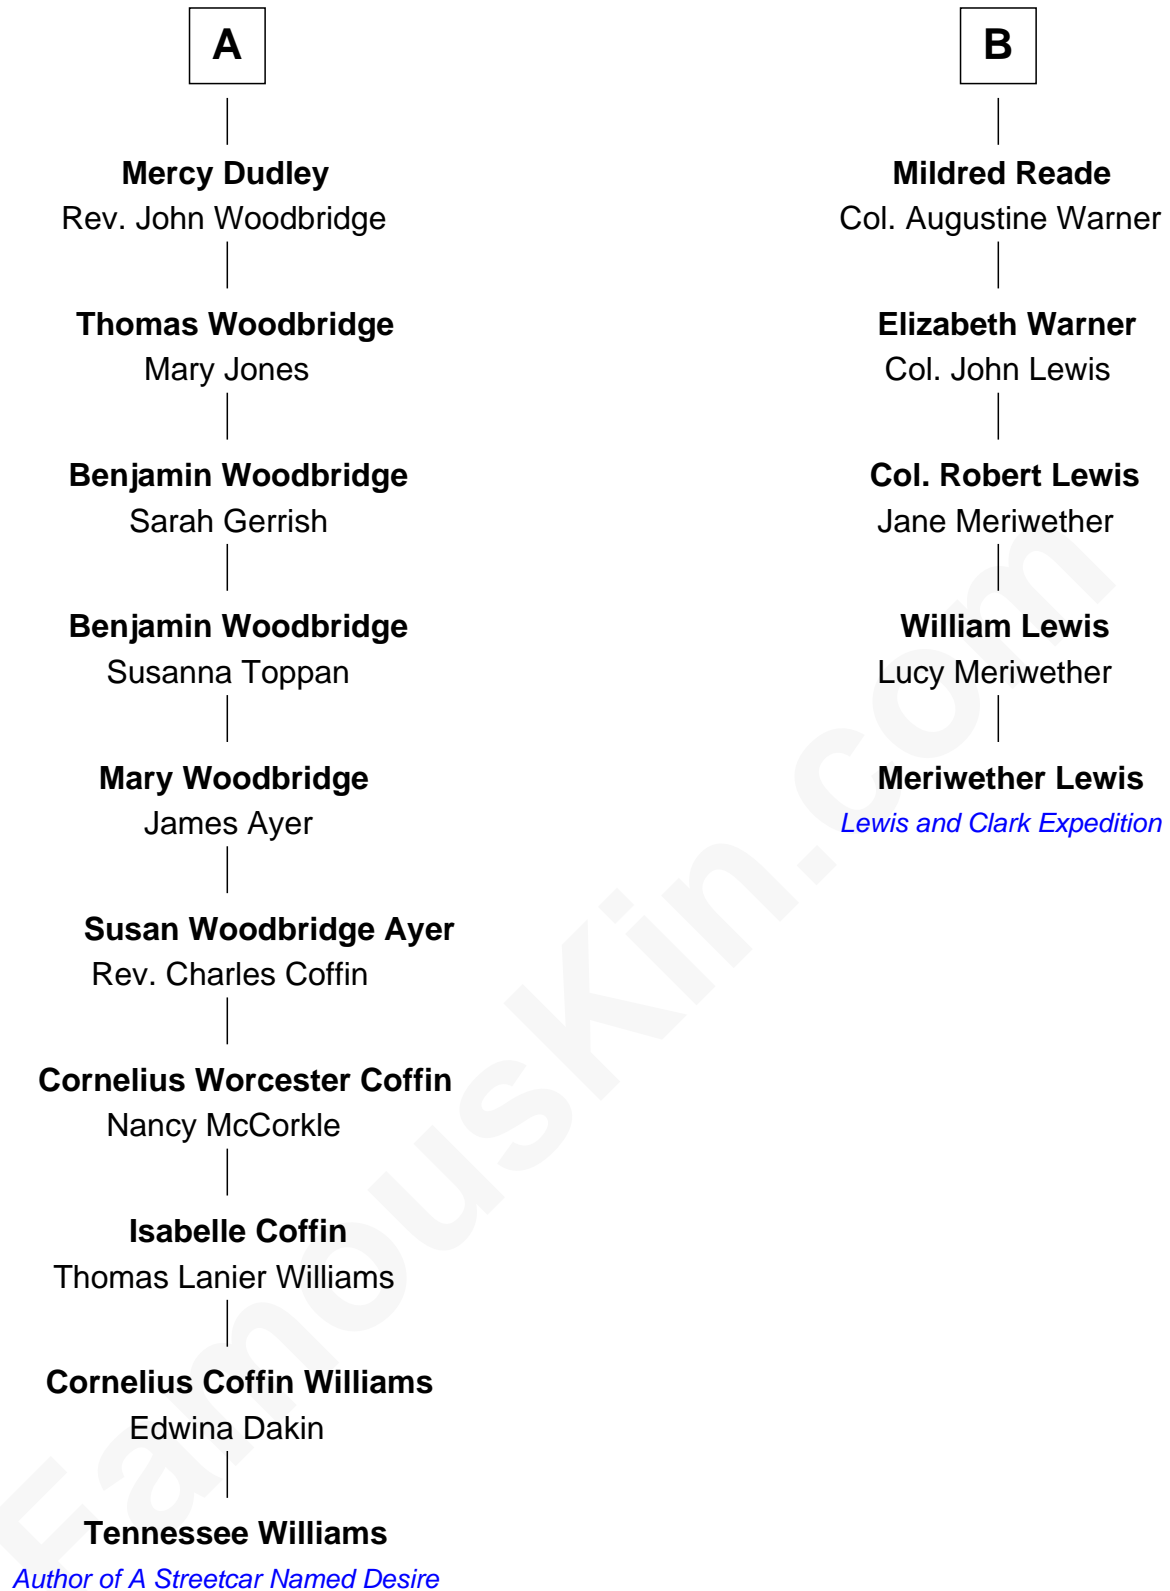 A
Mercy Dudley
Rev. John Woodbridge
Thomas Woodbridge
Mary Jones
Benjamin Woodbridge
Sarah Gerrish
Benjamin Woodbridge
Susanna Toppan
Mary Woodbridge
James Ayer
Susan Woodbridge Ayer
Rev. Charles Coffin
Cornelius Worcester Coffin
Nancy McCorkle
Isabelle Coffin
Thomas Lanier Williams
Cornelius Coffin Williams
Edwina Dakin
Tennessee Williams
Author of A Streetcar Named Desire
B
Mildred Reade
Col. Augustine Warner
Elizabeth Warner
Col. John Lewis
Col. Robert Lewis
Jane Meriwether
William Lewis
Lucy Meriwether
Meriwether Lewis
Lewis and Clark Expedition
FamousKin.com